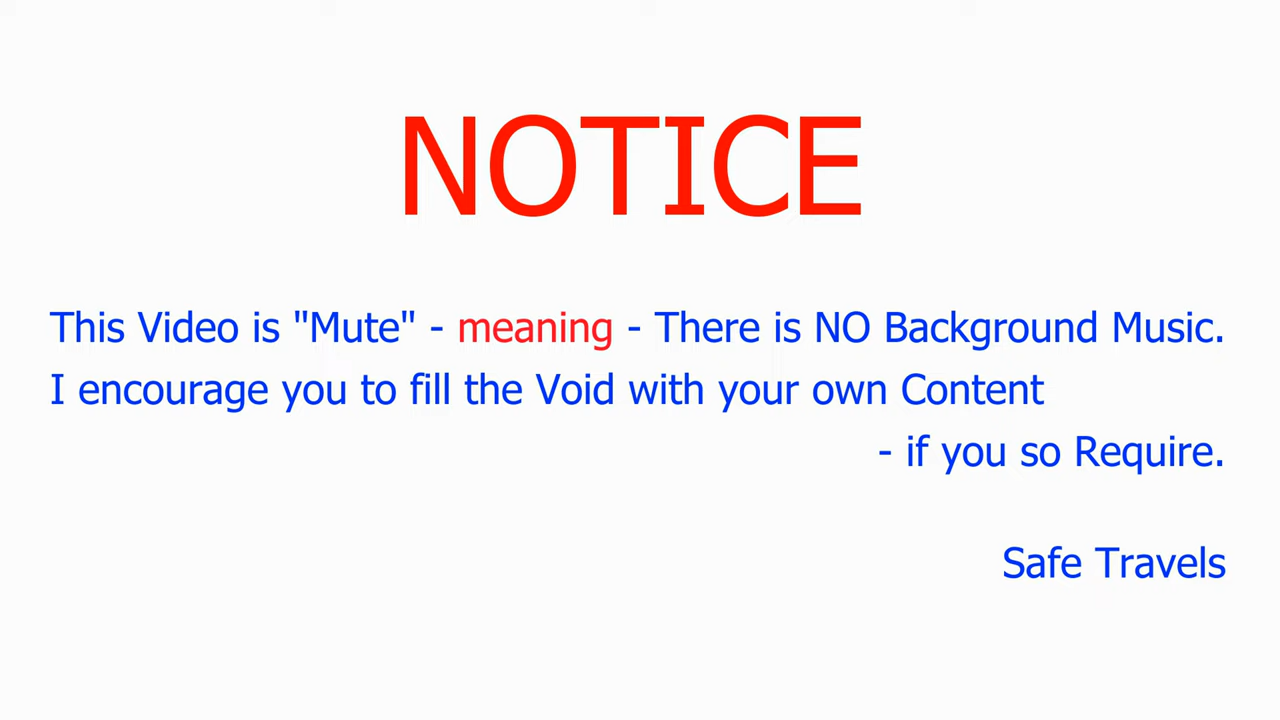 NOTICE
This Video is "Mute" - meaning - There is NO Background Music.
I encourage you to fill the Void with your own Content
- if you so Require.
Safe Travels